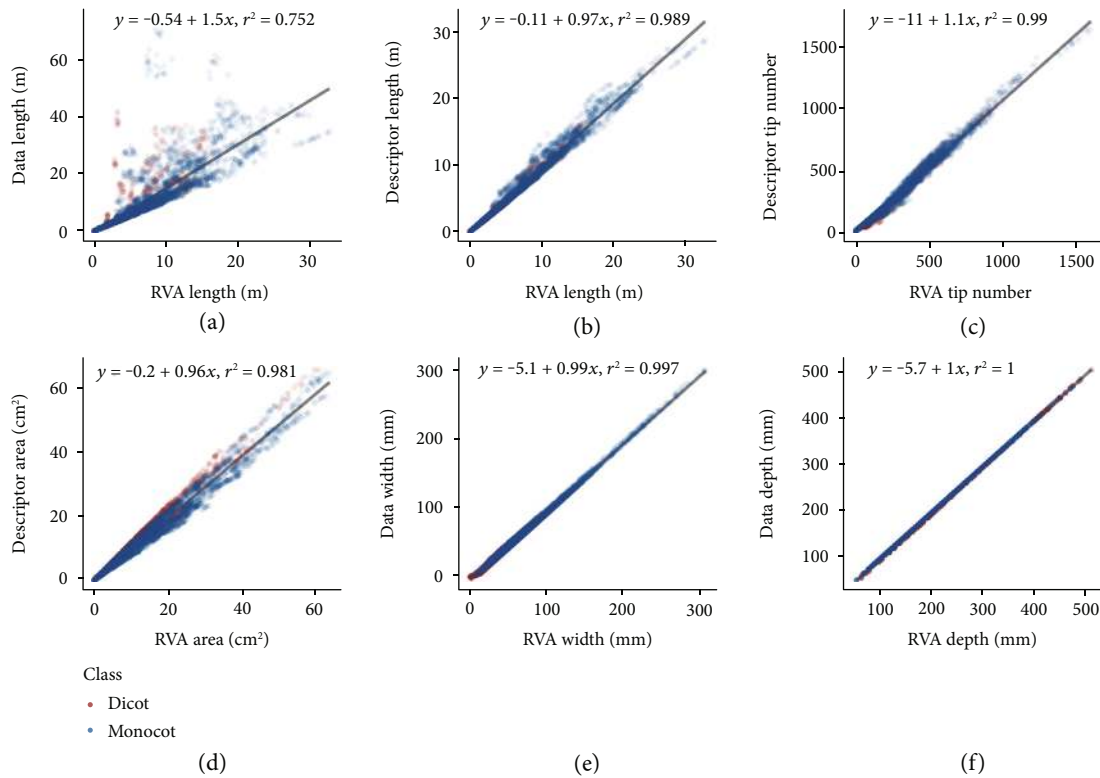 y = −0.54 + 1.5x, r² = 0.752
Data length (m)
60
40
20
0
0 10 20 30
RVA length (m)
(a)
y = −0.11 + 0.97x, r² = 0.989
Descriptor length (m)
30
20
10
0
0 10 20 30
RVA length (m)
(b)
y = −11 + 1.1x, r² = 0.99
Descriptor tip number
1500
1000
500
0
0 500 1000 1500
RVA tip number
(c)
y = −0.2 + 0.96x, r² = 0.981
Descriptor area (cm²)
60
40
20
0
0 20 40 60
RVA area (cm²)
Class
Dicot
Monocot
(d)
y = −5.1 + 0.99x, r² = 0.997
Data width (mm)
300
200
100
0
0 100 200 300
RVA width (mm)
(e)
y = −5.7 + 1x, r² = 1
Data depth (mm)
500
400
300
200
100
100 200 300 400 500
RVA depth (mm)
(f)